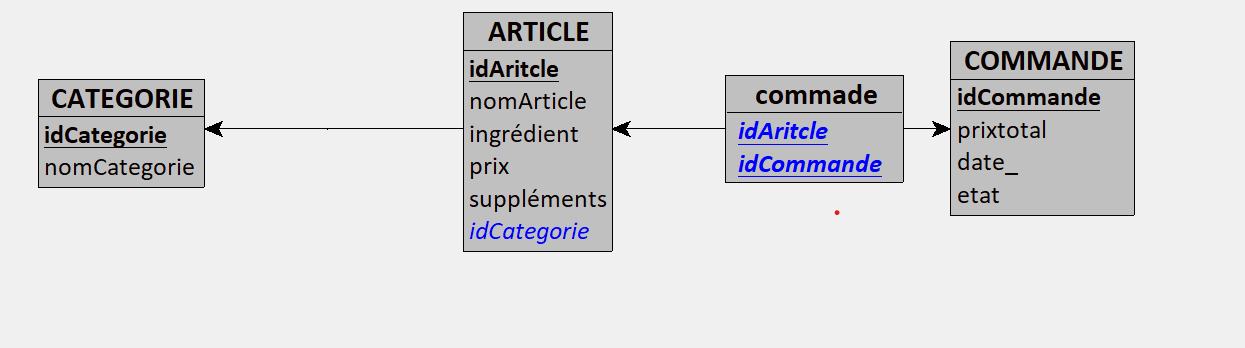 CATEGORIE
idCategorie
nomCategorie
ARTICLE
idAritcle
nomArticle
ingrédient
prix
suppléments
idCategorie
commade
idAritcle
idCommande
COMMANDE
idCommande
prixtotal
date_
etat